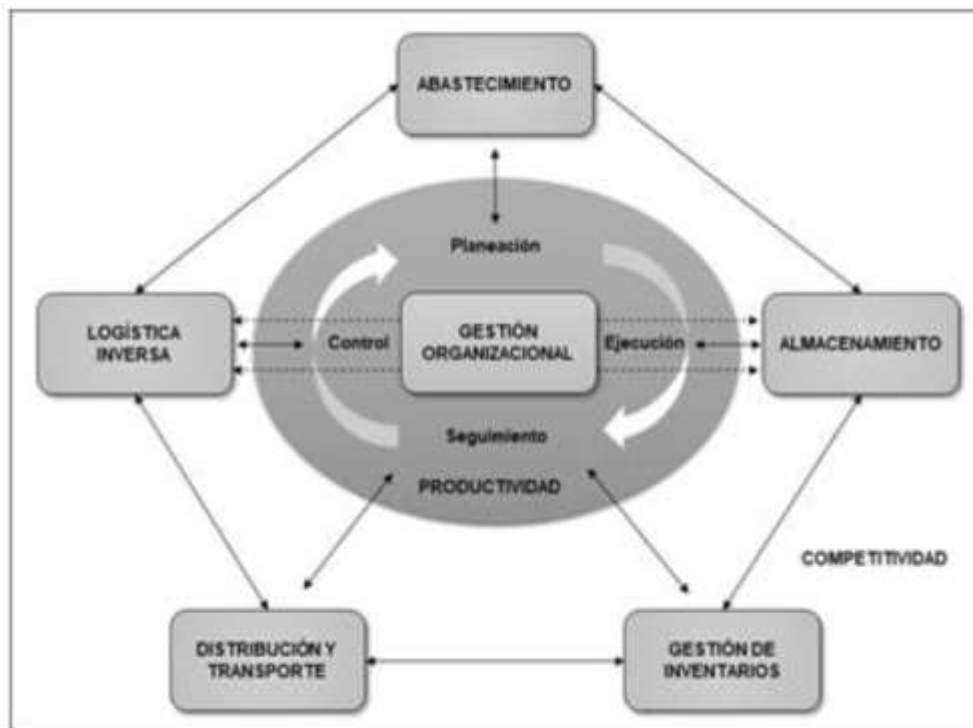 ABASTECIMIENTO
Planeación
LOGÍSTICA
INVERSA
Control
GESTIÓN
ORGANIZACIONAL
Ejecución
ALMACENAMIENTO
Seguimiento
PRODUCTIVIDAD
COMPETITIVIDAD
DISTRIBUCIÓN Y
TRANSPORTE
GESTIÓN DE
INVENTARIOS